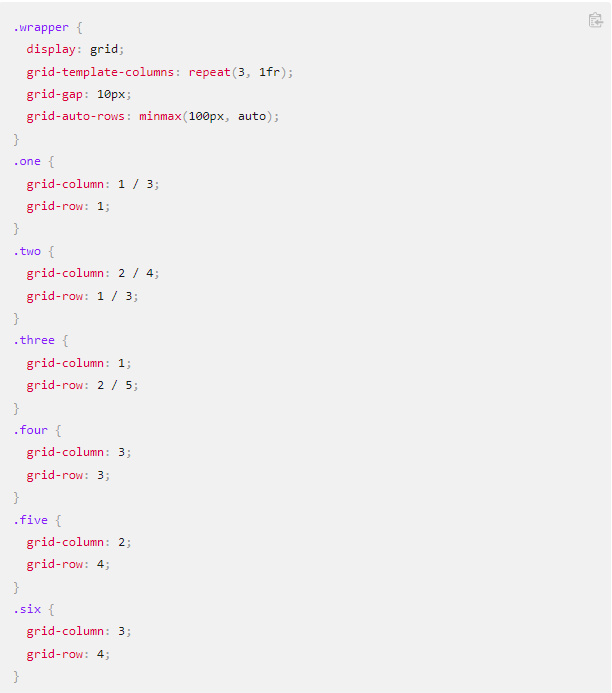 .wrapper {
  display: grid;
  grid-template-columns: repeat(3, 1fr);
  grid-gap: 10px;
  grid-auto-rows: minmax(100px, auto);
}
.one {
  grid-column: 1 / 3;
  grid-row: 1;
}
.two {
  grid-column: 2 / 4;
  grid-row: 1 / 3;
}
.three {
  grid-column: 1;
  grid-row: 2 / 5;
}
.four {
  grid-column: 3;
  grid-row: 3;
}
.five {
  grid-column: 2;
  grid-row: 4;
}
.six {
  grid-column: 3;
  grid-row: 4;
}